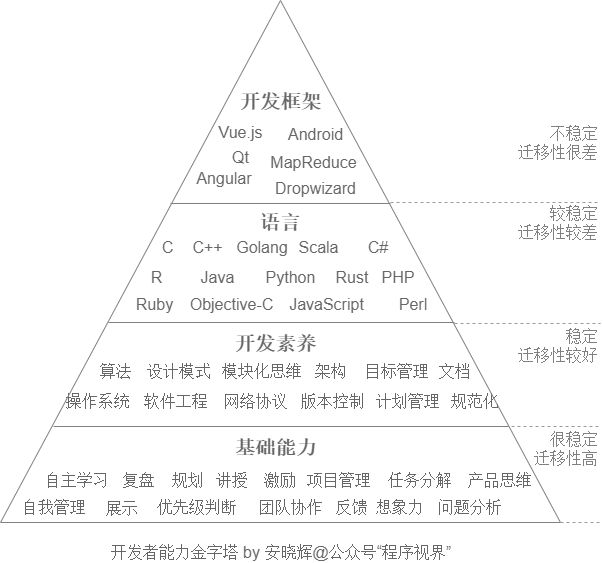 开发框架
Vue.js Android
Qt MapReduce
Angular Dropwizard
不稳定
迁移性很差
语言
C C++ Golang Scala C#
R Java Python Rust PHP
Ruby Objective-C JavaScript Perl
较稳定
迁移性较差
开发素养
算法 设计模式 模块化思维 架构 目标管理 文档
操作系统 软件工程 网络协议 版本控制 计划管理 规范化
稳定
迁移性较好
基础能力
自主学习 复盘 规划 讲授 激励 项目管理 任务分解 产品思维
自我管理 展示 优先级判断 团队协作 反馈 想象力 问题分析
很稳定
迁移性高
开发者能力金字塔 by 安晓辉@公众号“程序视界”